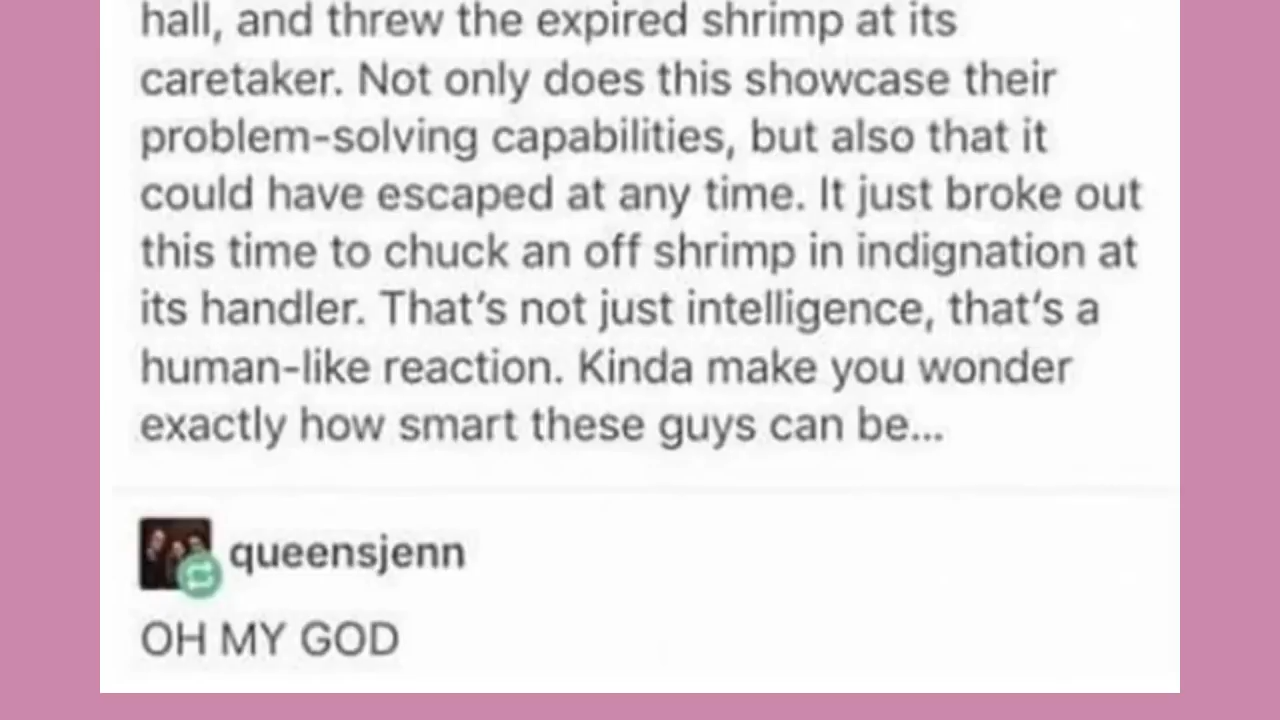 hall, and threw the expired shrimp at its
caretaker. Not only does this showcase their
problem-solving capabilities, but also that it
could have escaped at any time. It just broke out
this time to chuck an off shrimp in indignation at
its handler. That's not just intelligence, that's a
human-like reaction. Kinda make you wonder
exactly how smart these guys can be...
queensjenn
OH MY GOD